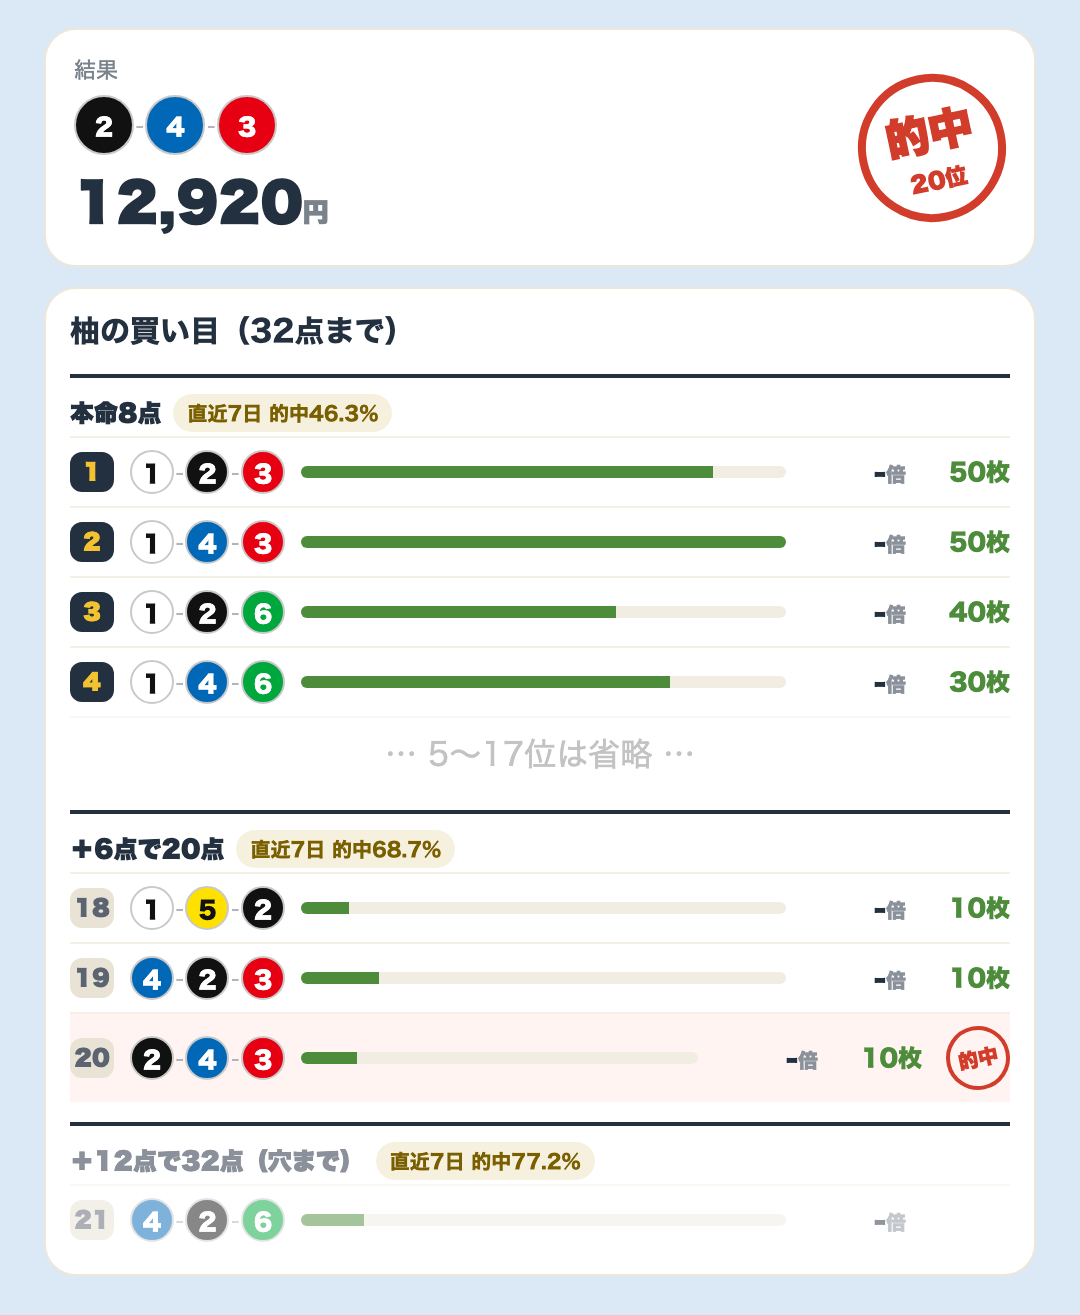 結果
2-4-3
12,920円
的中
20位
柚の買い目（32点まで）
本命8点 直近7日 的中46.3%
1 1-2-3 -倍 50枚
2 1-4-3 -倍 50枚
3 1-2-6 -倍 40枚
4 1-4-6 -倍 30枚
… 5〜17位は省略 …
+6点で20点 直近7日 的中68.7%
18 1-5-2 -倍 10枚
19 4-2-3 -倍 10枚
20 2-4-3 -倍 10枚 的中
+12点で32点（穴まで） 直近7日 的中77.2%
21 4-2-6 -倍